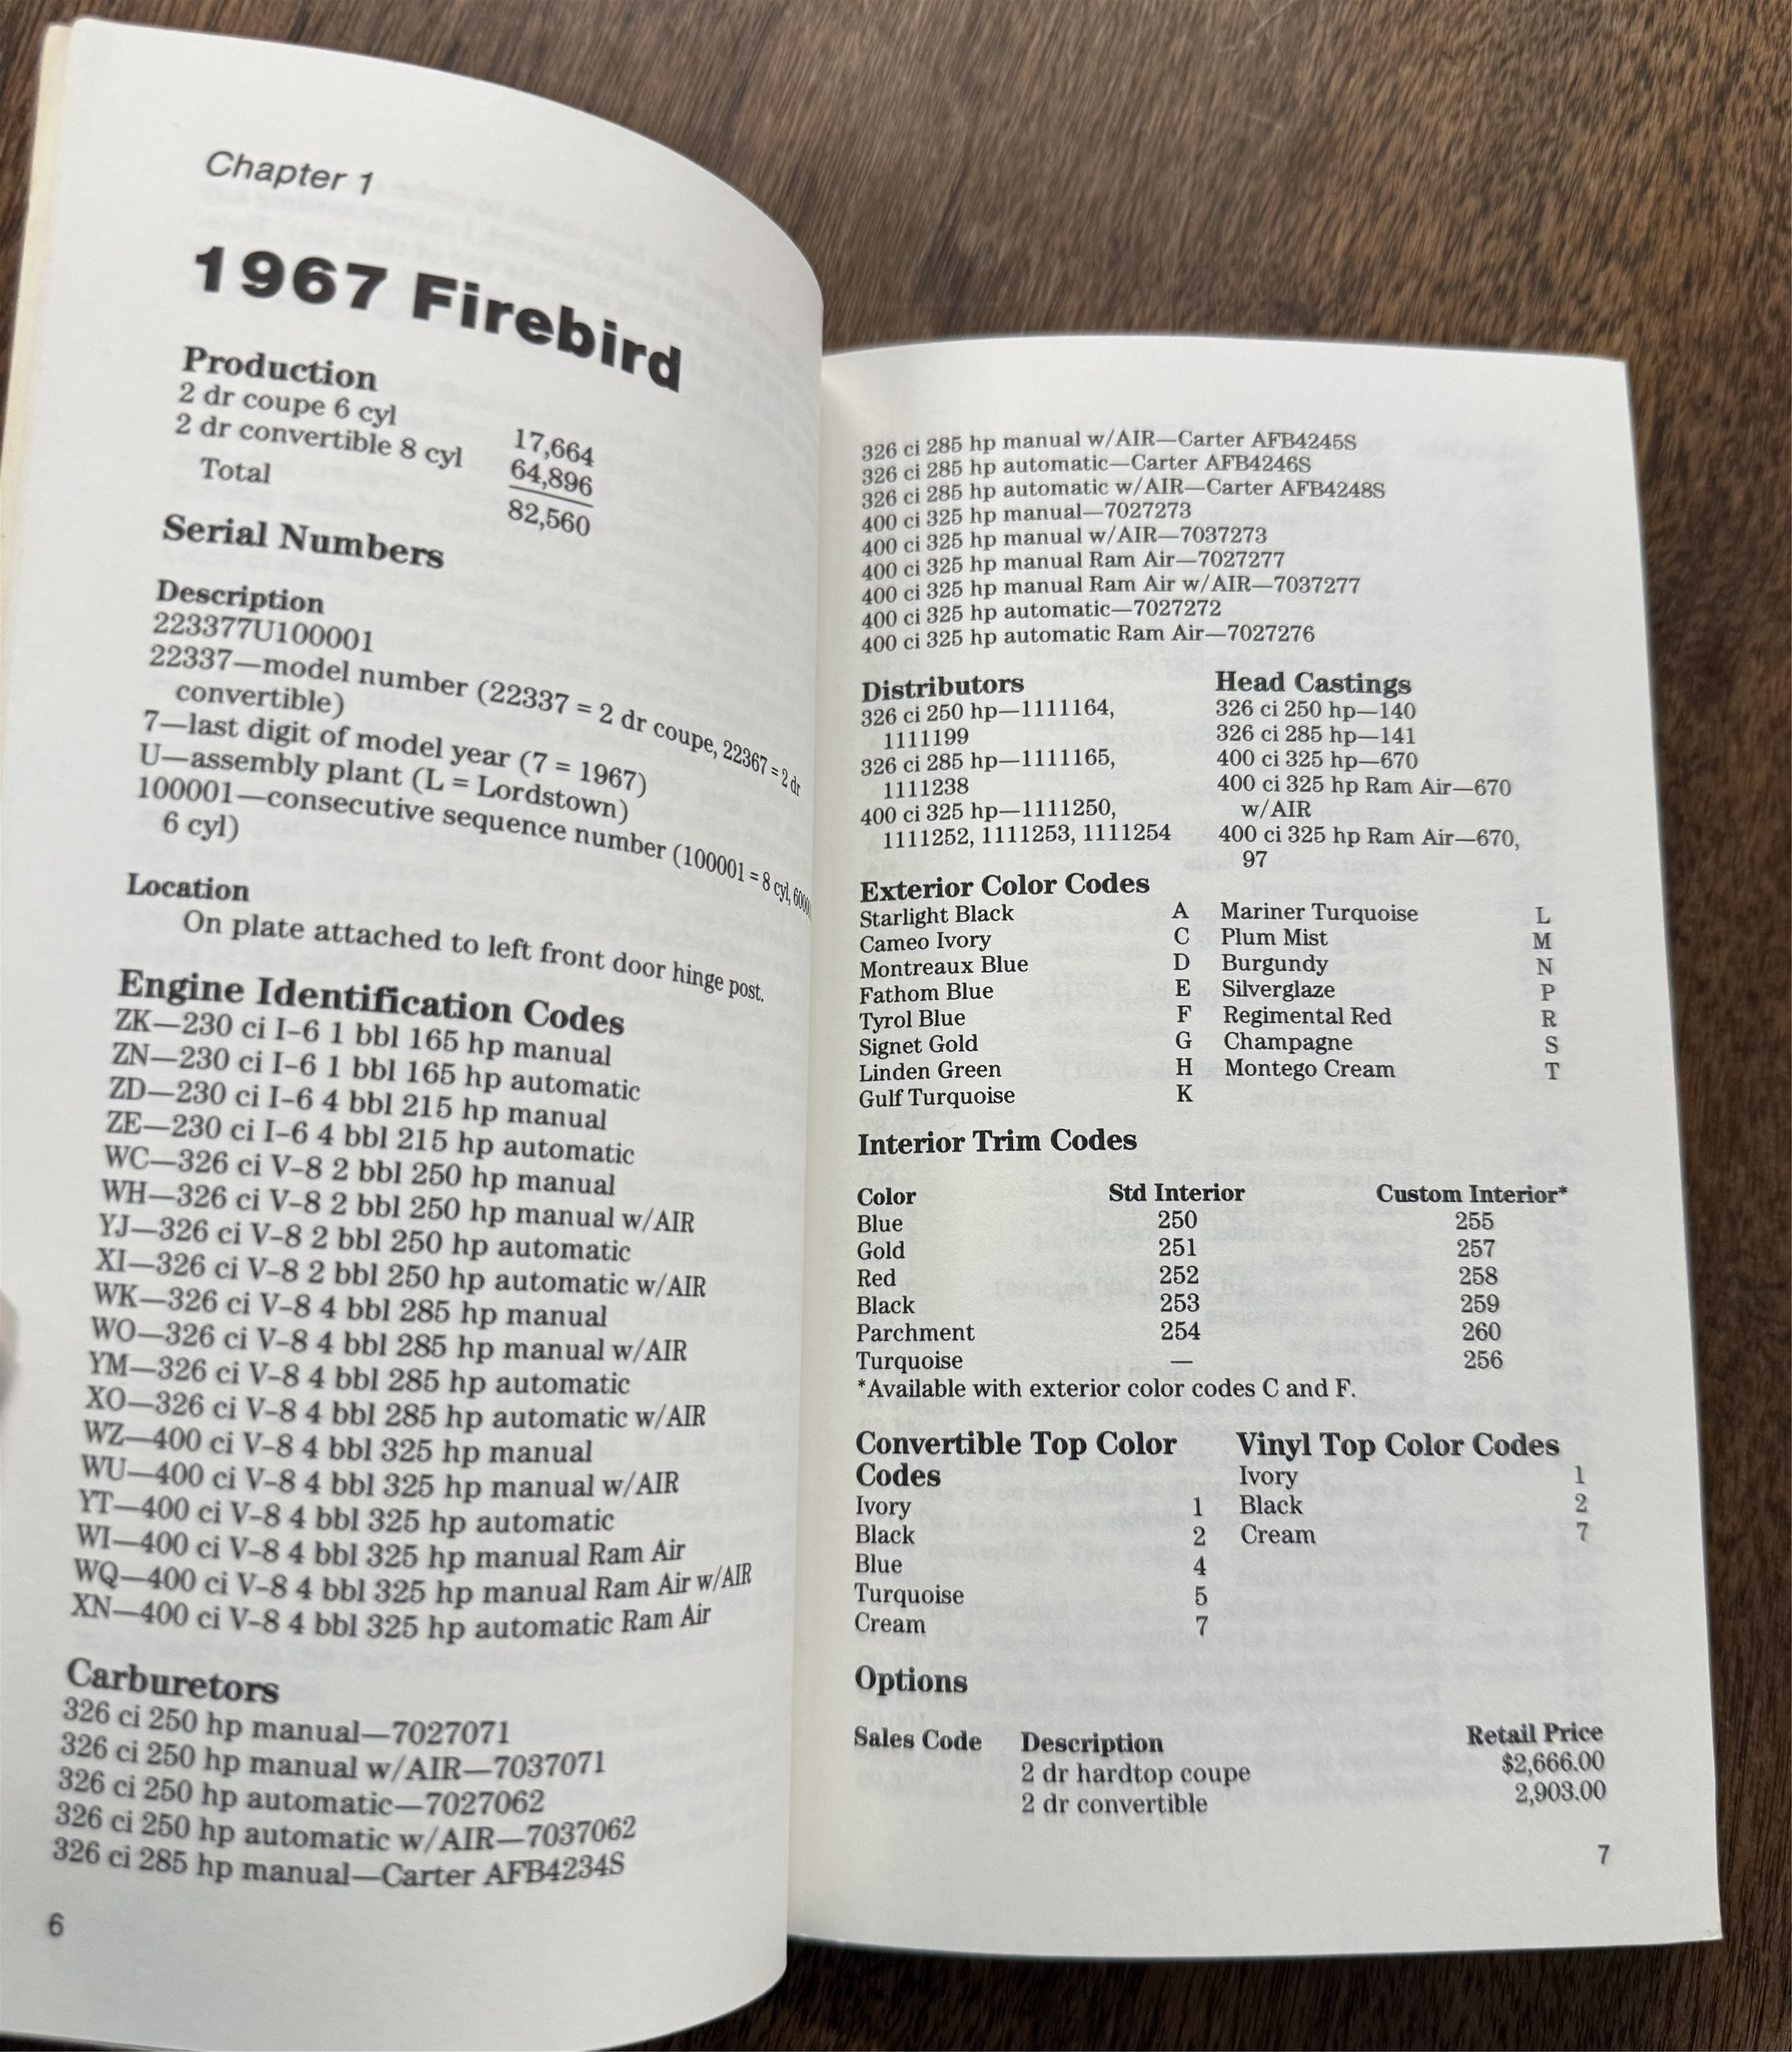 Chapter 1
1967 Firebird
Production
2 dr coupe 6 cyl 17,664
2 dr convertible 8 cyl 64,896
Total 82,560
Serial Numbers
Description
223377U100001
22337—model number (22337 = 2 dr coupe, 22367 = 2 dr
convertible)
7—last digit of model year (7 = 1967)
U—assembly plant (L = Lordstown)
100001—consecutive sequence number (100001 = 8 cyl,
6 cyl)
Location
On plate attached to left front door hinge post.
Engine Identification Codes
ZK—230 ci I-6 1 bbl 165 hp manual
ZN—230 ci I-6 1 bbl 165 hp automatic
ZD—230 ci I-6 4 bbl 215 hp manual
ZE—230 ci I-6 4 bbl 215 hp automatic
WC—326 ci V-8 2 bbl 250 hp manual
WH—326 ci V-8 2 bbl 250 hp manual w/AIR
YJ—326 ci V-8 2 bbl 250 hp automatic
XI—326 ci V-8 2 bbl 250 hp automatic w/AIR
WK—326 ci V-8 4 bbl 285 hp manual
WO—326 ci V-8 4 bbl 285 hp manual w/AIR
YM—326 ci V-8 4 bbl 285 hp automatic
XO—326 ci V-8 4 bbl 285 hp automatic w/AIR
WZ—400 ci V-8 4 bbl 325 hp manual
WU—400 ci V-8 4 bbl 325 hp manual w/AIR
YT—400 ci V-8 4 bbl 325 hp automatic
WI—400 ci V-8 4 bbl 325 hp manual Ram Air
WQ—400 ci V-8 4 bbl 325 hp manual Ram Air w/AIR
XN—400 ci V-8 4 bbl 325 hp automatic Ram Air
Carburetors
326 ci 250 hp manual—7027071
326 ci 250 hp manual w/AIR—7037071
326 ci 250 hp automatic—7027062
326 ci 250 hp automatic w/AIR—7037062
326 ci 285 hp manual—Carter AFB4234S
6
326 ci 285 hp manual w/AIR—Carter AFB4245S
326 ci 285 hp automatic—Carter AFB4246S
326 ci 285 hp automatic w/AIR—Carter AFB4248S
400 ci 325 hp manual—7027273
400 ci 325 hp manual w/AIR—7037273
400 ci 325 hp manual Ram Air—7027277
400 ci 325 hp manual Ram Air w/AIR—7037277
400 ci 325 hp automatic—7027272
400 ci 325 hp automatic Ram Air—7027276
Distributors
326 ci 250 hp—1111164,
1111199
326 ci 285 hp—1111165,
1111238
400 ci 325 hp—1111250,
1111252, 1111253, 1111254
Head Castings
326 ci 250 hp—140
326 ci 285 hp—141
400 ci 325 hp—670
400 ci 325 hp Ram Air—670
w/AIR
400 ci 325 hp Ram Air—670,
97
Exterior Color Codes
Starlight Black A Mariner Turquoise L
Cameo Ivory C Plum Mist M
Montreaux Blue D Burgundy N
Fathom Blue E Silverglaze P
Tyrol Blue F Regimental Red R
Signet Gold G Champagne S
Linden Green H Montego Cream T
Gulf Turquoise K
Interior Trim Codes
Color Std Interior Custom Interior*
Blue 250 255
Gold 251 257
Red 252 258
Black 253 259
Parchment 254 260
Turquoise — 256
*Available with exterior color codes C and F.
Convertible Top Color
Codes
Ivory 1
Black 2
Blue 4
Turquoise 5
Cream 7
Vinyl Top Color Codes
Ivory 1
Black 2
Cream 7
Options
Sales Code Description Retail Price
2 dr hardtop coupe $2,666.00
2 dr convertible 2,903.00
7